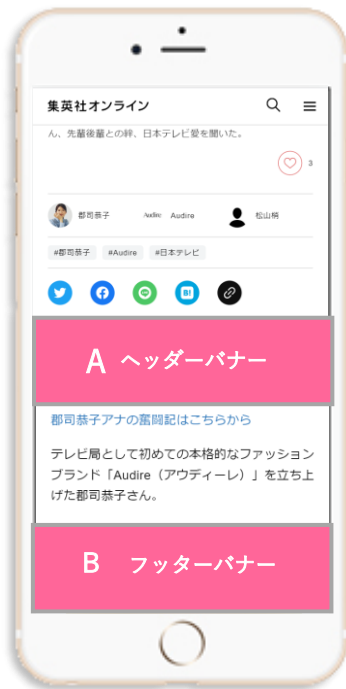 集英社オンライン
ん、先輩後輩との絆、日本テレビ愛を聞いた。
3
郡司恭子 Audire Audire 松山梢
#郡司恭子 #Audire #日本テレビ
B!
A ヘッダーバナー
郡司恭子アナの奮闘記はこちらから
テレビ局として初めての本格的なファッション
ブランド「Audire（アウディーレ）」を立ち上
げた郡司恭子さん。
B フッターバナー